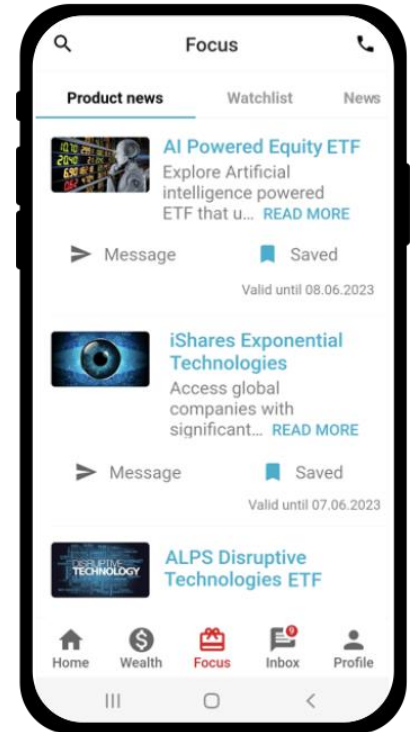 Focus
Product news Watchlist News
AI Powered Equity ETF
Explore Artificial
intelligence powered
ETF that u... READ MORE
Message Saved
Valid until 08.06.2023
iShares Exponential
Technologies
Access global
companies with
significant... READ MORE
Message Saved
Valid until 07.06.2023
DISRUPTIVE
TECHNOLOGY
ALPS Disruptive
Technologies ETF
9
Home Wealth Focus Inbox Profile